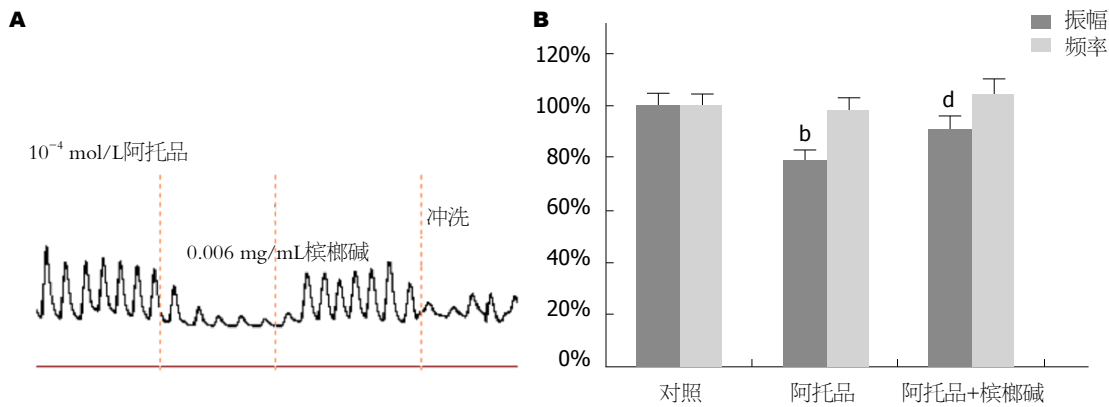 A
10⁻⁴ mol/L阿托品
冲洗
0.006 mg/mL槟榔碱
B
振幅
频率
120%
100%
80%
60%
40%
20%
0%
b
d
对照
阿托品
阿托品+槟榔碱